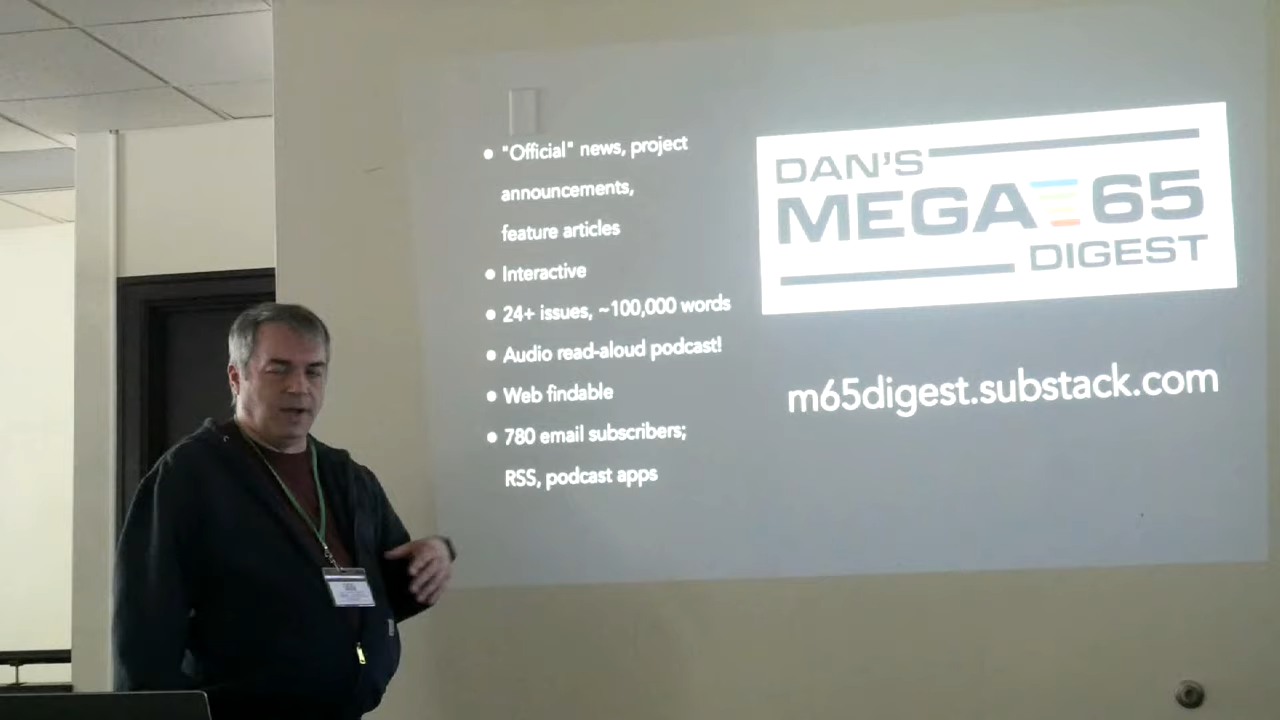 • "Official" news, project
announcements,
feature articles
• Interactive
• 24+ issues, ~100,000 words
• Audio read-aloud podcast!
• Web findable
• 780 email subscribers;
RSS, podcast apps
DAN'S
MEGA 65
DIGEST
m65digest.substack.com